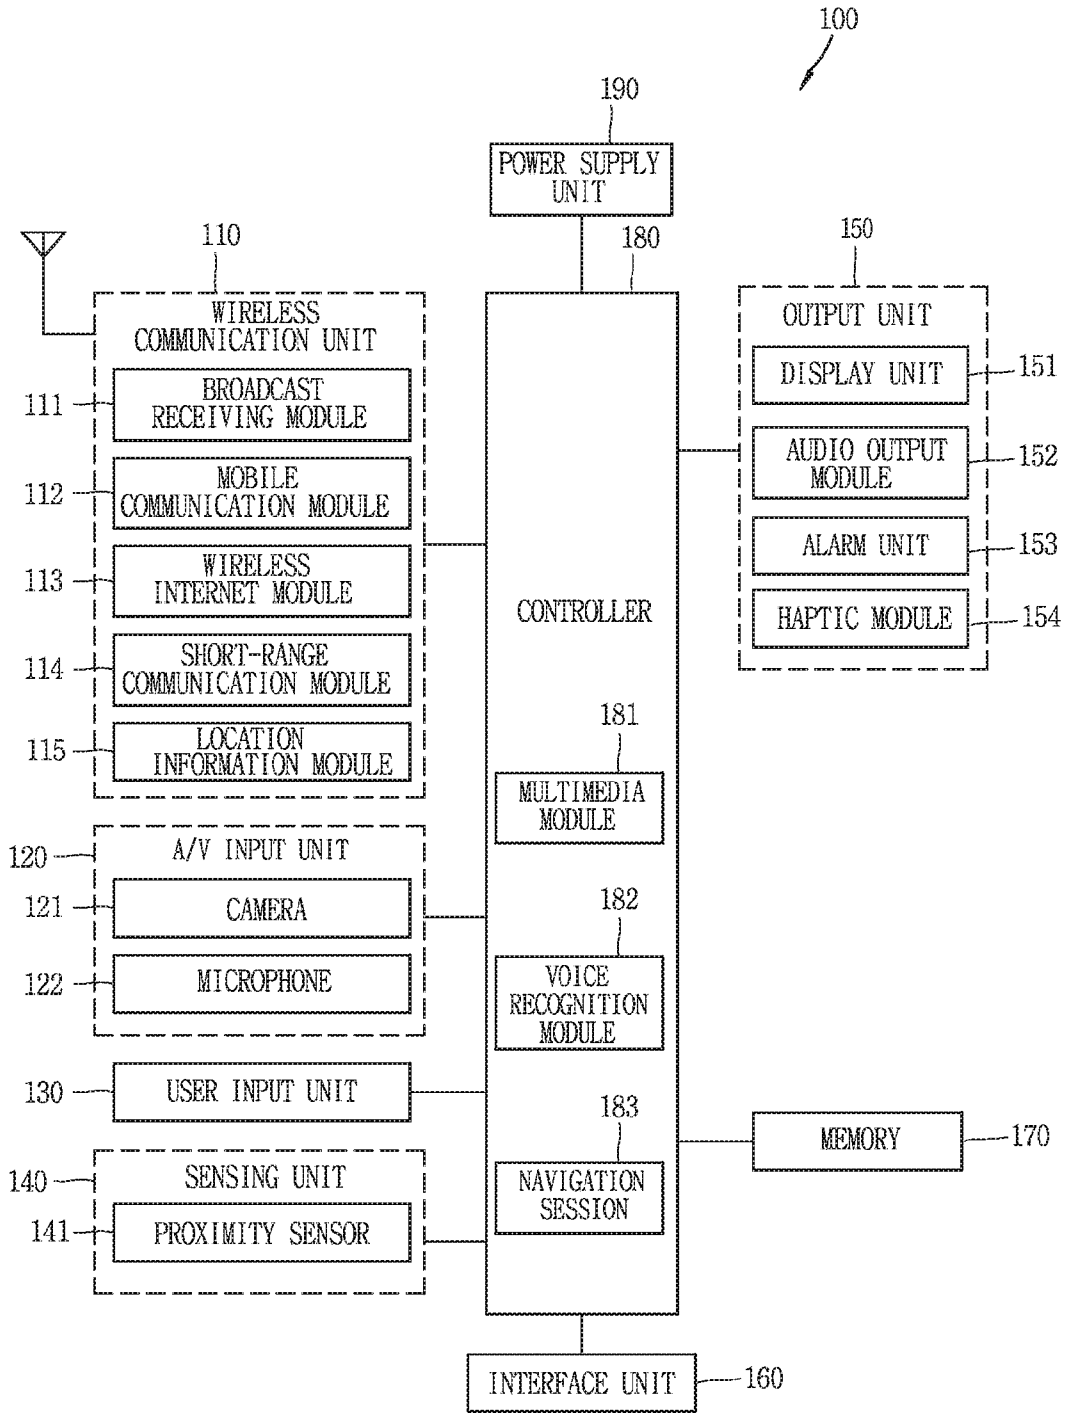 100
190
POWER SUPPLY
UNIT
110
180
150
WIRELESS
COMMUNICATION UNIT
111
BROADCAST
RECEIVING MODULE
112
MOBILE
COMMUNICATION MODULE
113
WIRELESS
INTERNET MODULE
114
SHORT-RANGE
COMMUNICATION MODULE
115
LOCATION
INFORMATION MODULE
120
A/V INPUT UNIT
121
CAMERA
122
MICROPHONE
130
USER INPUT UNIT
140
SENSING UNIT
141
PROXIMITY SENSOR
CONTROLLER
181
MULTIMEDIA
MODULE
182
VOICE
RECOGNITION
MODULE
183
NAVIGATION
SESSION
OUTPUT UNIT
DISPLAY UNIT
151
AUDIO OUTPUT
MODULE
152
ALARM UNIT
153
HAPTIC MODULE
154
MEMORY
170
INTERFACE UNIT
160